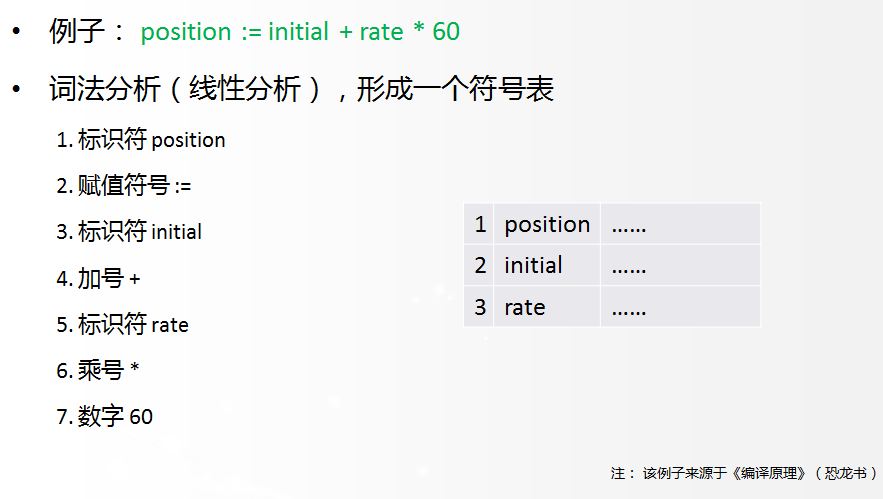 • 例子： position := initial + rate * 60
• 词法分析（线性分析），形成一个符号表
1. 标识符 position
2. 赋值符号 :=
3. 标识符 initial
4. 加号 +
5. 标识符 rate
6. 乘号 *
7. 数字 60
1 position ……
2 initial ……
3 rate ……
注： 该例子来源于《编译原理》（恐龙书）